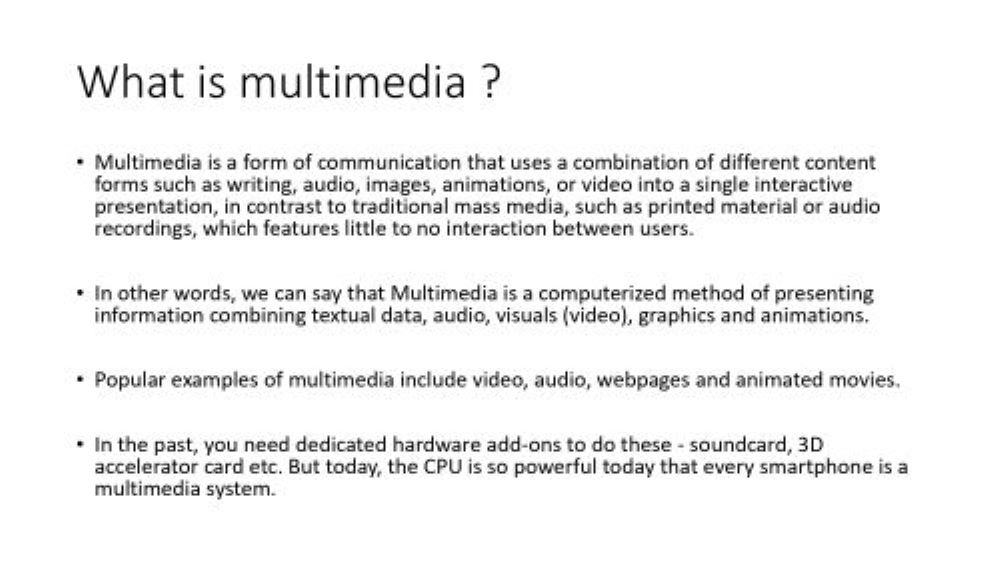 What is multimedia ?
• Multimedia is a form of communication that uses a combination of different content
forms such as writing, audio, images, animations, or video into a single interactive
presentation, in contrast to traditional mass media, such as printed material or audio
recordings, which features little to no interaction between users.
• In other words, we can say that Multimedia is a computerized method of presenting
information combining textual data, audio, visuals (video), graphics and animations.
• Popular examples of multimedia include video, audio, webpages and animated movies.
• In the past, you need dedicated hardware add-ons to do these - soundcard, 3D
accelerator card etc. But today, the CPU is so powerful today that every smartphone is a
multimedia system.